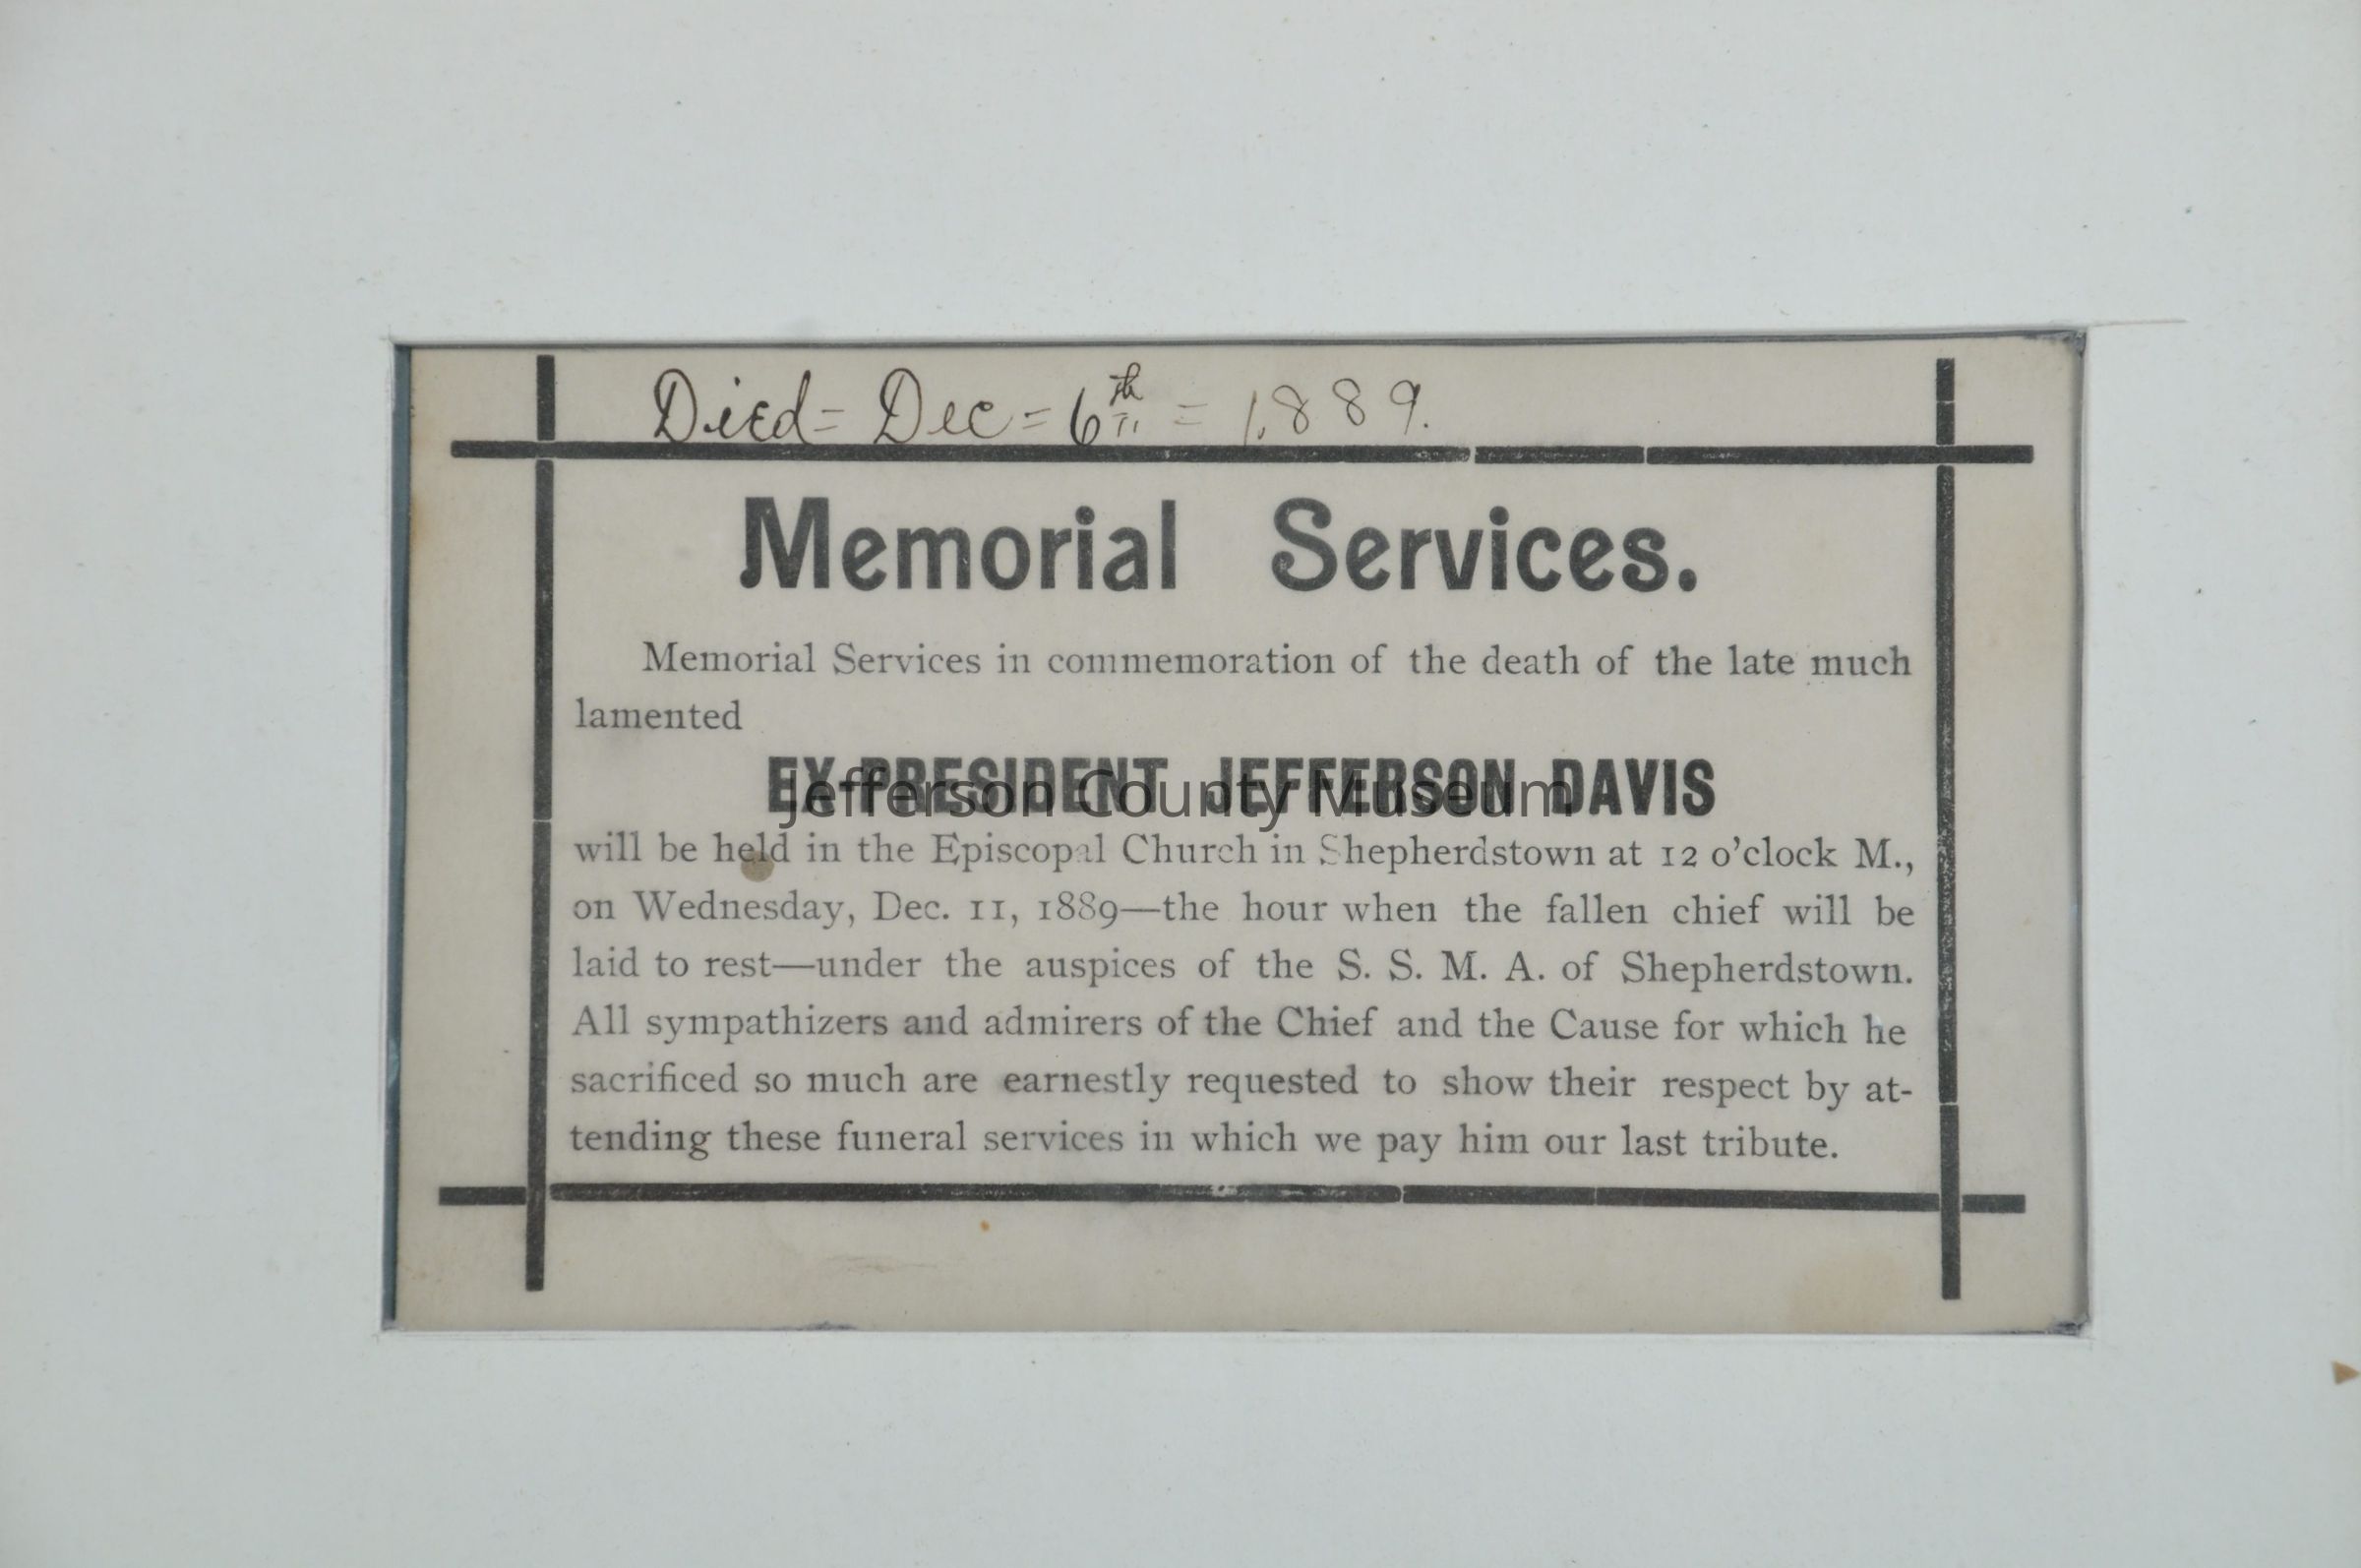 Died= Dec = 6th = 1889.
Memorial Services.
Memorial Services in commemoration of the death of the late much
lamented
EX-PRESIDENT JEFFERSON DAVIS
Jefferson County Museum
will be held in the Episcopal Church in Shepherdstown at 12 o'clock M.,
on Wednesday, Dec. 11, 1889—the hour when the fallen chief will be
laid to rest—under the auspices of the S. S. M. A. of Shepherdstown.
All sympathizers and admirers of the Chief and the Cause for which he
sacrificed so much are earnestly requested to show their respect by at-
tending these funeral services in which we pay him our last tribute.